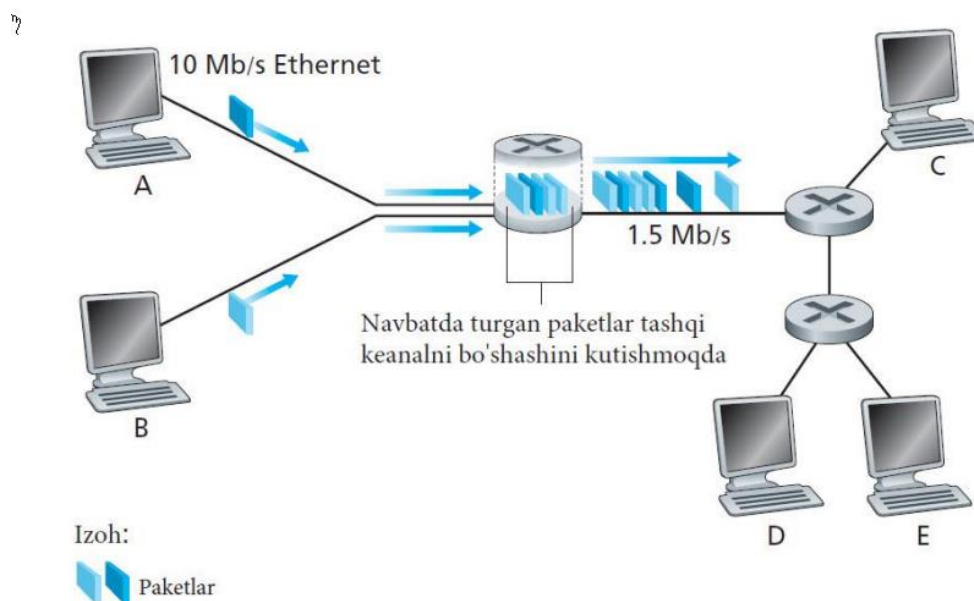 10 Mb/s Ethernet
A
C
1.5 Mb/s
Navbatda turgan paketlar tashqi
keanalni bo'shashini kutishmoqda
B
D
E
Izoh:
Paketlar